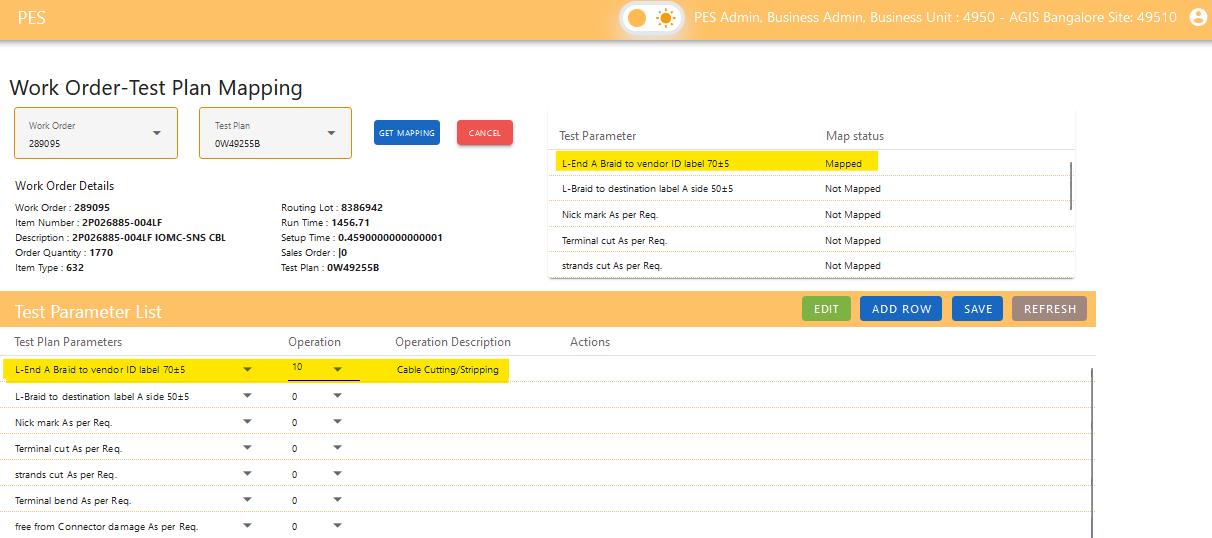 PES
PES Admin, Business Admin, Business Unit : 4950 - AGIS Bangalore Site: 49510
Work Order-Test Plan Mapping
Work Order
289095
Test Plan
0W49255B
GET MAPPING
CANCEL
Test Parameter Map status
L-End A Braid to vendor ID label 70±5 Mapped
L-Braid to destination label A side 50±5 Not Mapped
Nick mark As per Req. Not Mapped
Terminal cut As per Req. Not Mapped
strands cut As per Req. Not Mapped
Work Order Details
Work Order : 289095 Routing Lot : 8386942
Item Number : 2P026885-004LF Run Time : 1456.71
Description : 2P026885-004LF IOMC-SNS CBL Setup Time : 0.4590000000000001
Order Quantity : 1770 Sales Order : |0
Item Type : 632 Test Plan : 0W49255B
Test Parameter List EDIT ADD ROW SAVE REFRESH
Test Plan Parameters Operation Operation Description Actions
L-End A Braid to vendor ID label 70±5 10 Cable Cutting/Stripping
L-Braid to destination label A side 50±5 0
Nick mark As per Req. 0
Terminal cut As per Req. 0
strands cut As per Req. 0
Terminal bend As per Req. 0
free from Connector damage As per Req. 0